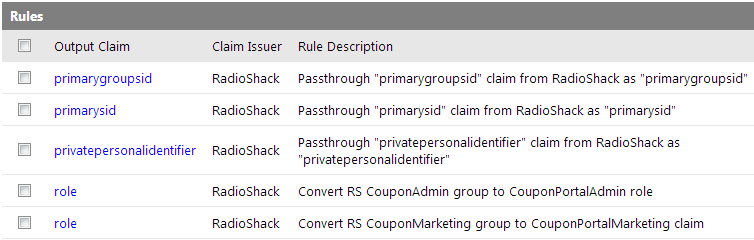 Rules
Output Claim Claim Issuer Rule Description
primarygroupsid RadioShack Passthrough "primarygroupsid" claim from RadioShack as "primarygroupsid"
primarysid RadioShack Passthrough "primarysid" claim from RadioShack as "primarysid"
privatepersonalidentifier RadioShack Passthrough "privatepersonalidentifier" claim from RadioShack as
"privatepersonalidentifier"
role RadioShack Convert RS CouponAdmin group to CouponPortalAdmin role
role RadioShack Convert RS CouponMarketing group to CouponPortalMarketing claim